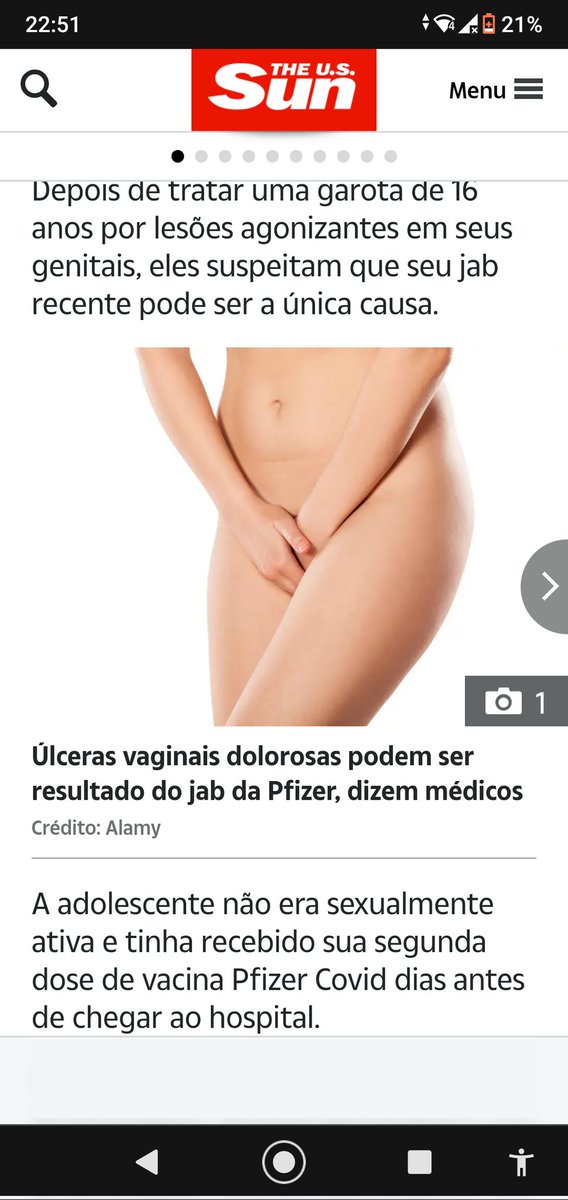 22:51
4
21%
THE U.S.
Sun
Menu
Depois de tratar uma garota de 16
anos por lesões agonizantes em seus
genitais, eles suspeitam que seu jab
recente pode ser a única causa.
1
Úlceras vaginais dolorosas podem ser
resultado do jab da Pfizer, dizem médicos
Crédito: Alamy
A adolescente não era sexualmente
ativa e tinha recebido sua segunda
dose de vacina Pfizer Covid dias antes
de chegar ao hospital.